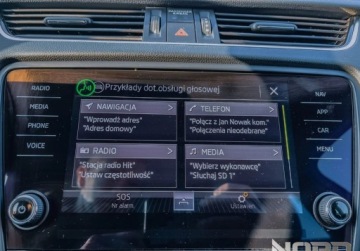 RADIO
MEDIA
PHONE
VOICE
Przykłady dot.obsługi głosowej
NAWIGACJA
"Wprowadź adres"
"Adres domowy"
TELEFON
"Połącz z Jan Nowak kom."
"Połączenia nieodebrane"
RADIO
"Stacja radio Hit"
"Ustaw częstotliwość"
MEDIA
"Wybierz wykonawcę"
"Słuchaj SD 1"
SOS
Nr alarm.
Ustawien.
NAV
APP
CAR
MENU
NORD